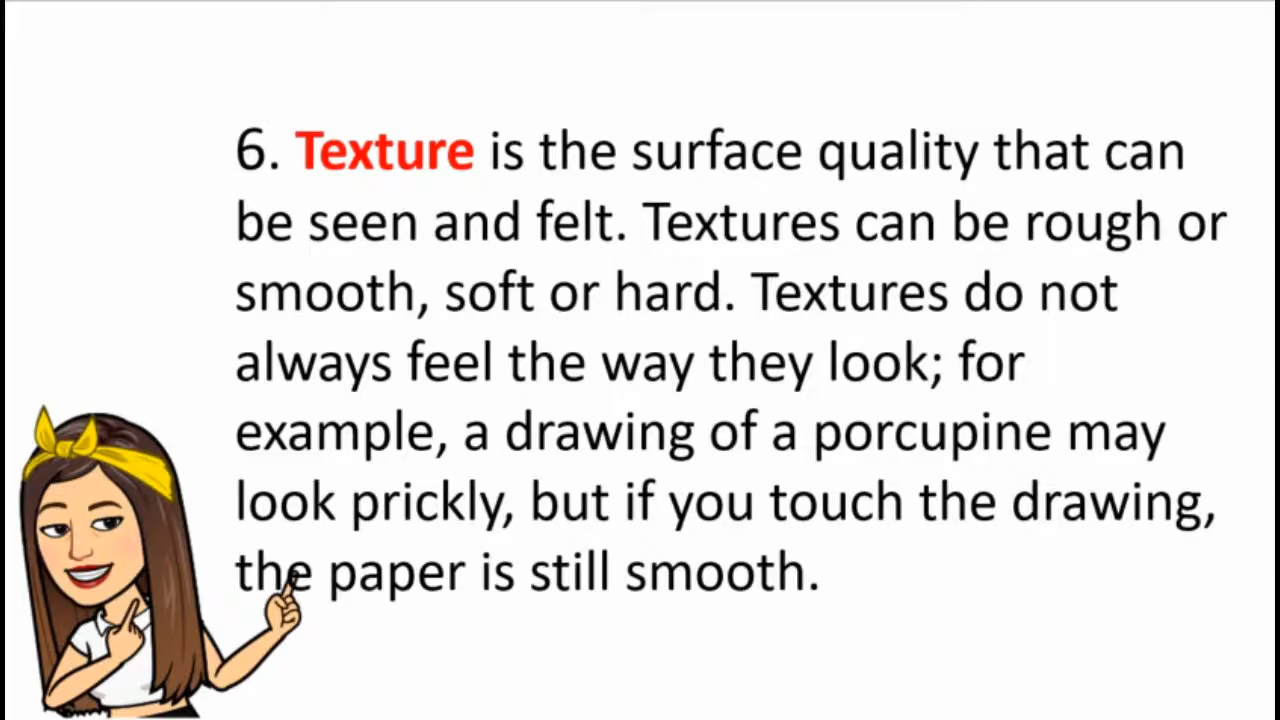 6. Texture is the surface quality that can
be seen and felt. Textures can be rough or
smooth, soft or hard. Textures do not
always feel the way they look; for
example, a drawing of a porcupine may
look prickly, but if you touch the drawing,
the paper is still smooth.